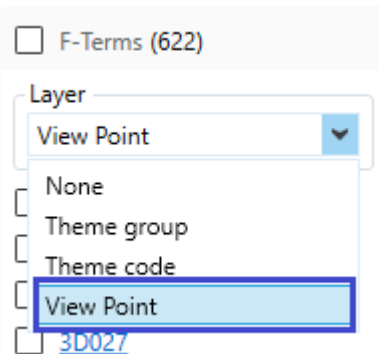 F-Terms (622)
Layer
View Point
None
Theme group
Theme code
View Point
3D027